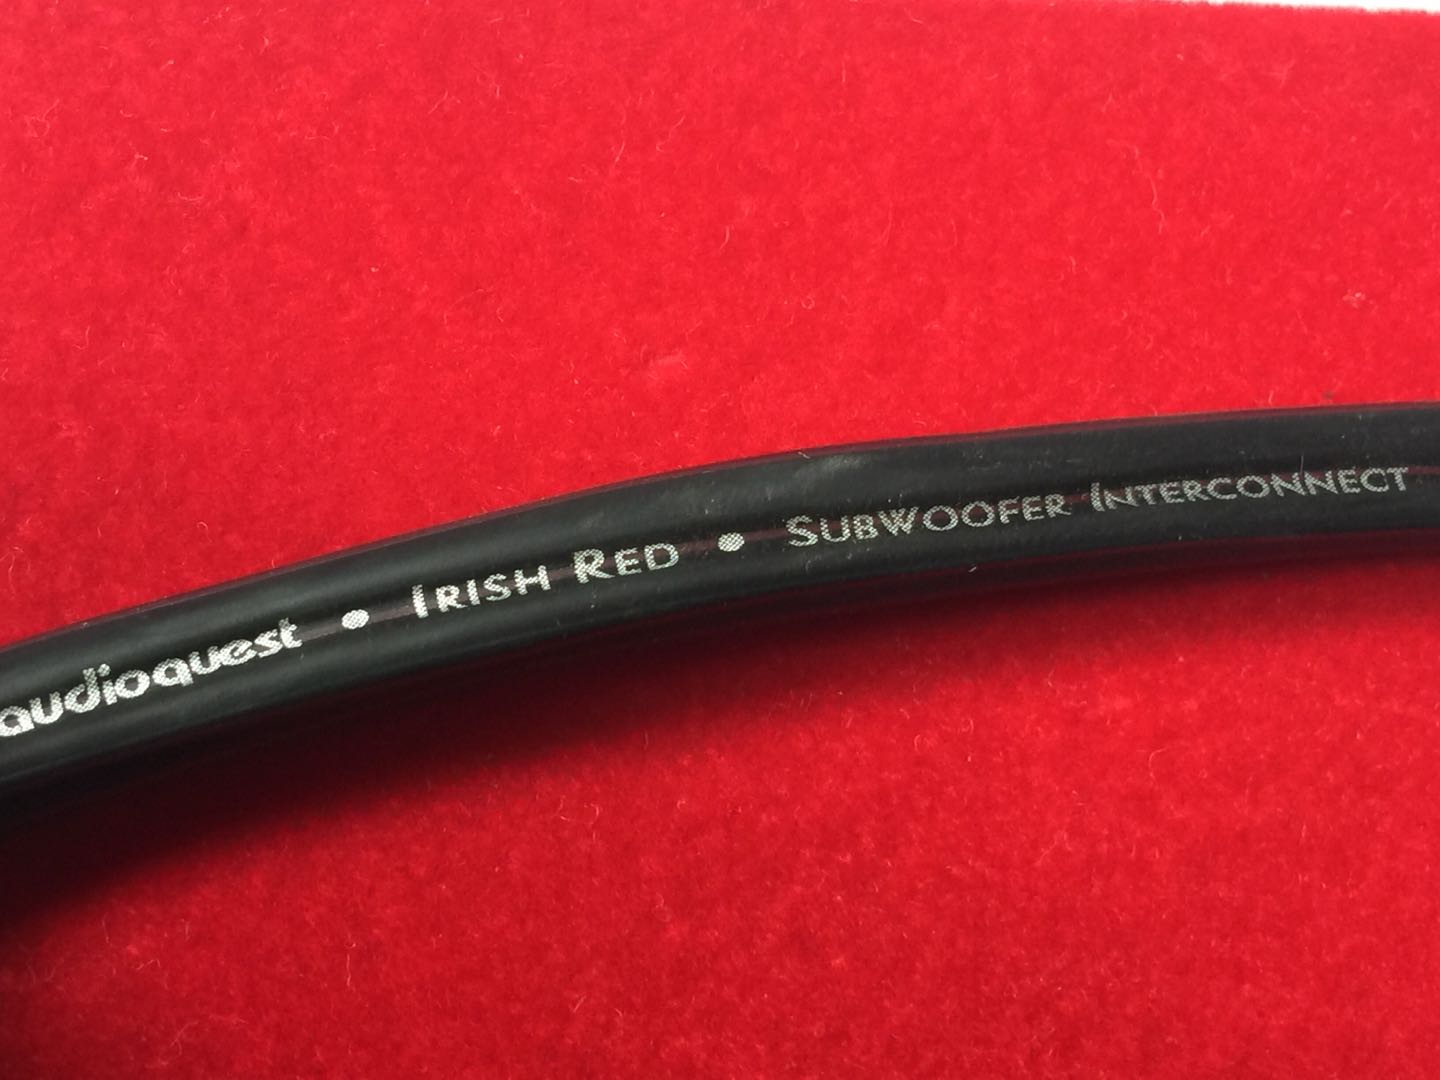 audioquest • Irish Red • Subwoofer Interconnect